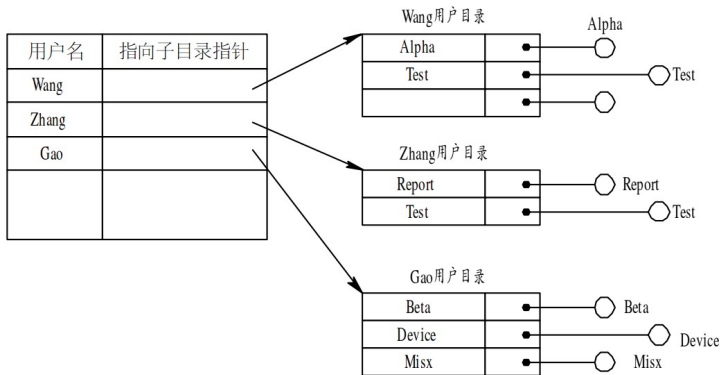 用户名 指向子目录指针
Wang
Zhang
Gao
Wang用户目录
Alpha
Alpha
Test
Test
Zhang用户目录
Report
Report
Test
Test
Gao用户目录
Beta
Beta
Device
Device
Misx
Misx